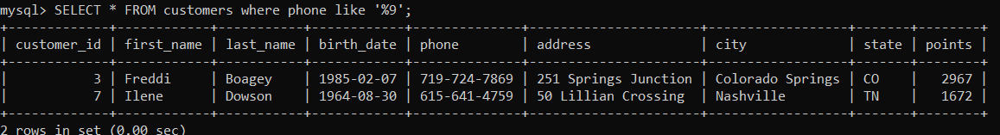 mysql> SELECT * FROM customers where phone like '%9';
+-------------+------------+-----------+------------+--------------+----------------------+------------------+-------+--------+
| customer_id | first_name | last_name | birth_date | phone        | address              | city             | state | points |
+-------------+------------+-----------+------------+--------------+----------------------+------------------+-------+--------+
|           3 | Freddi     | Boagey    | 1985-02-07 | 719-724-7869 | 251 Springs Junction | Colorado Springs | CO    |   2967 |
|           7 | Ilene      | Dowson    | 1964-08-30 | 615-641-4759 | 50 Lillian Crossing  | Nashville        | TN    |   1672 |
+-------------+------------+-----------+------------+--------------+----------------------+------------------+-------+--------+
2 rows in set (0.00 sec)